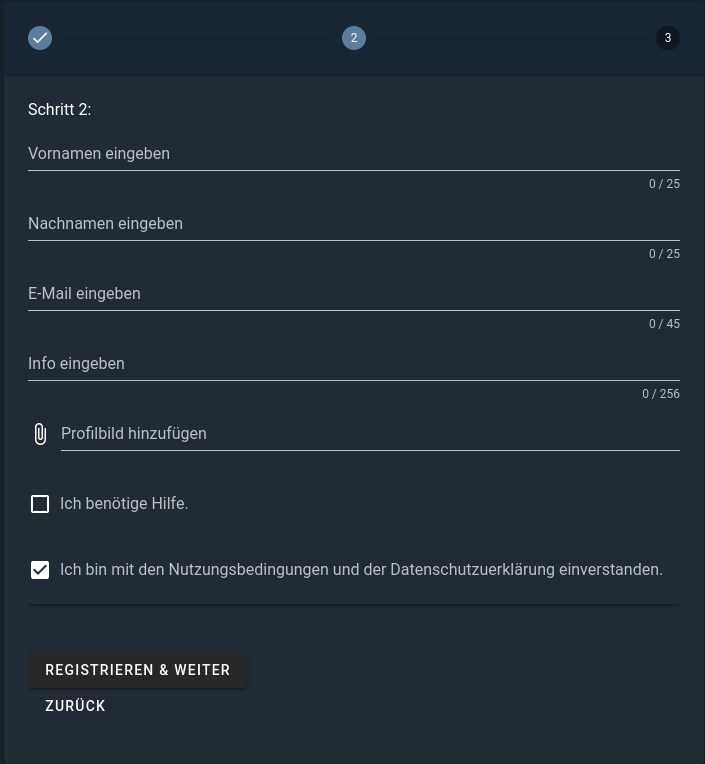 2
3
Schritt 2:
Vornamen eingeben
0 / 25
Nachnamen eingeben
0 / 25
E-Mail eingeben
0 / 45
Info eingeben
0 / 256
Profilbild hinzufügen
Ich benötige Hilfe.
Ich bin mit den Nutzungsbedingungen und der Datenschutzuerklärung einverstanden.
REGISTRIEREN & WEITER
ZURÜCK